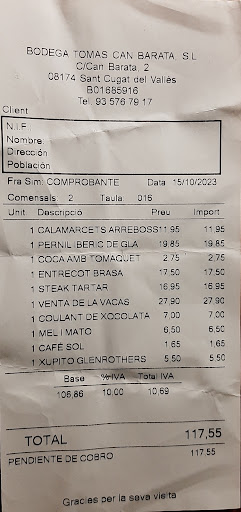 BODEGA TOMAS CAN BARATA, S.L
C/Can Barata, 2
08174 Sant Cugat del Vallès
B01685916
Tel. 93 576 79 17
Client
N.I.F.
Nombre:
Dirección
Población
Fra Sim: COMPROBANTE Data 15/10/2023
Comensals. 2 Taula 016
Unit. Descripció Preu Import
1 CALAMARCETS ARREBOSS 11.95 11.95
1 PERNIL IBERIC DE GLA 19.85 19.85
1 COCA AMB TOMAQUET 2.75 2.75
1 ENTRECOT BRASA 17.50 17.50
1 STEAK TARTAR 16.95 16.95
1 VENTA DE LA VACAS 27.90 27.90
1 COULANT DE XOCOLATA 7.00 7.00
1 MEL I MATO 6.50 6.50
1 CAFÉ SOL 1.65 1.65
1 XUPITO GLENROTHERS 5.50 5.50
Base %IVA Total IVA
106,86 10.00 10.69
TOTAL 117,55
PENDIENTE DE COBRO 117.55
Gracies per la seva visita